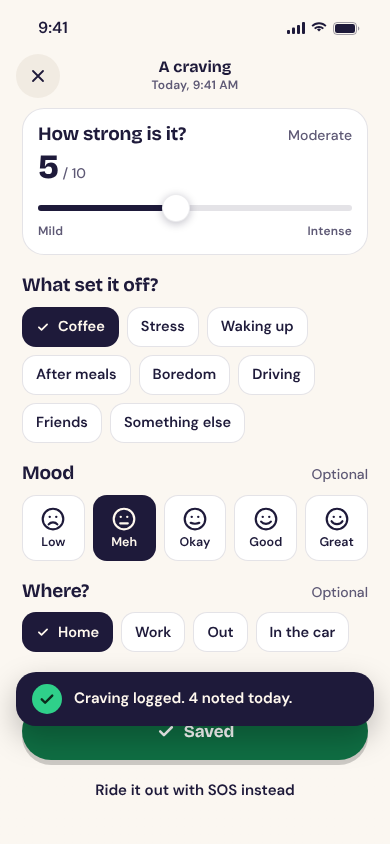 9:41
A craving
Today, 9:41 AM
How strong is it? Moderate
5 / 10
Mild Intense
What set it off?
Coffee Stress Waking up
After meals Boredom Driving
Friends Something else
Mood Optional
Low Meh Okay Good Great
Where? Optional
Home Work Out In the car
Craving logged. 4 noted today.
Saved
Ride it out with SOS instead